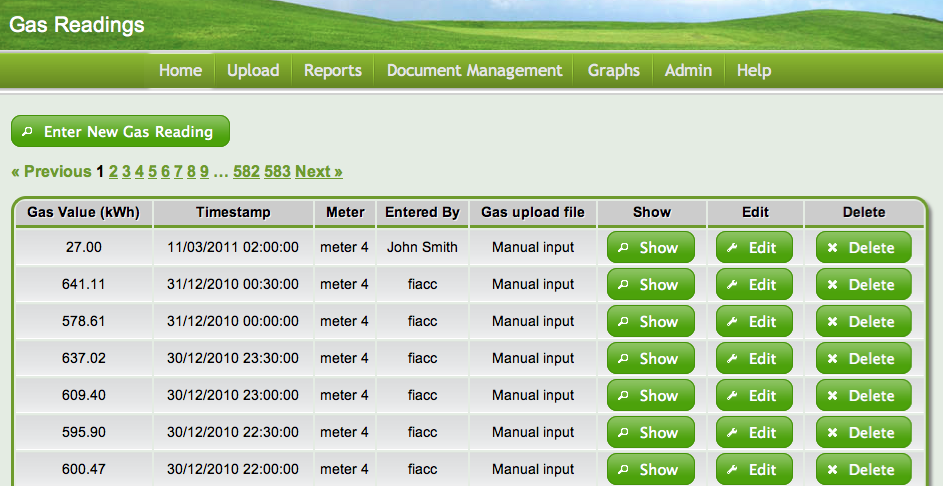 Gas Readings
Home Upload Reports Document Management Graphs Admin Help
Enter New Gas Reading
« Previous 1 2 3 4 5 6 7 8 9 … 582 583 Next »
Gas Value (kWh) Timestamp Meter Entered By Gas upload file Show Edit Delete
27.00 11/03/2011 02:00:00 meter 4 John Smith Manual input Show Edit Delete
641.11 31/12/2010 00:30:00 meter 4 fiacc Manual input Show Edit Delete
578.61 31/12/2010 00:00:00 meter 4 fiacc Manual input Show Edit Delete
637.02 30/12/2010 23:30:00 meter 4 fiacc Manual input Show Edit Delete
609.40 30/12/2010 23:00:00 meter 4 fiacc Manual input Show Edit Delete
595.90 30/12/2010 22:30:00 meter 4 fiacc Manual input Show Edit Delete
600.47 30/12/2010 22:00:00 meter 4 fiacc Manual input Show Edit Delete